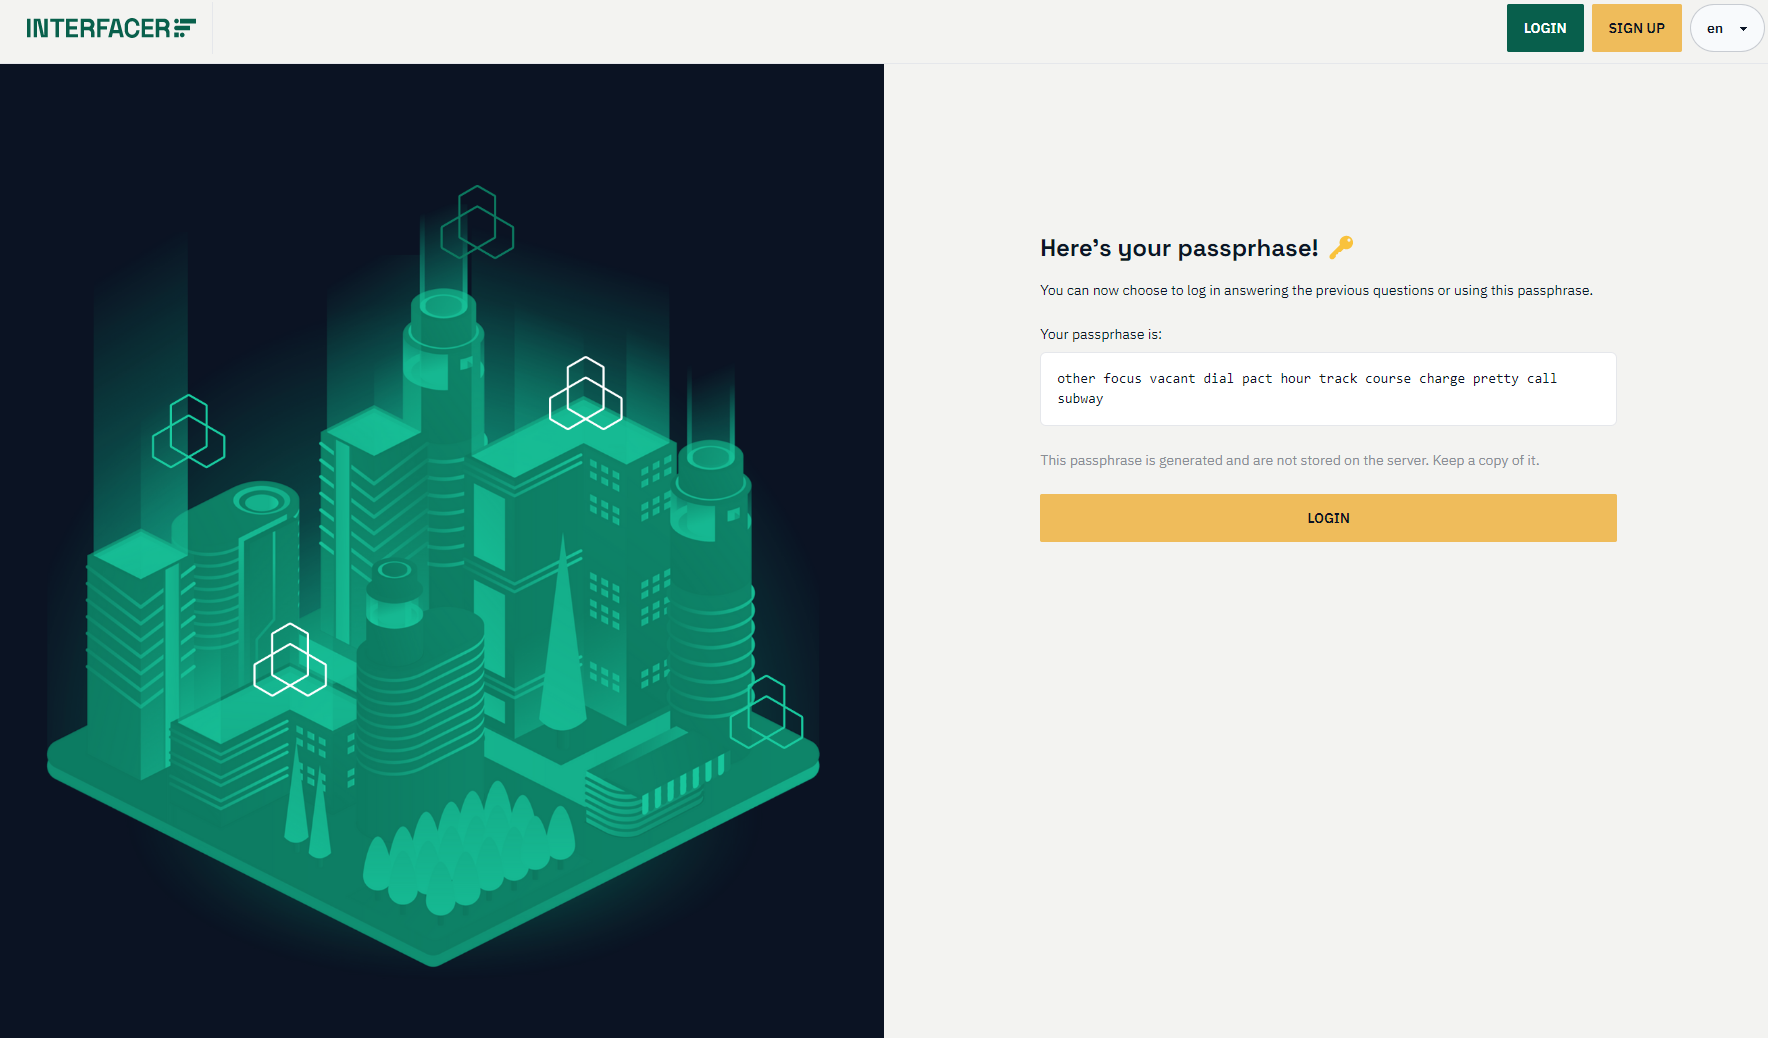 INTERFACER
LOGIN
SIGN UP
en
Here's your passprhase! 🔑
You can now choose to log in answering the previous questions or using this passphrase.
Your passprhase is:
other focus vacant dial pact hour track course charge pretty call
subway
This passphrase is generated and are not stored on the server. Keep a copy of it.
LOGIN